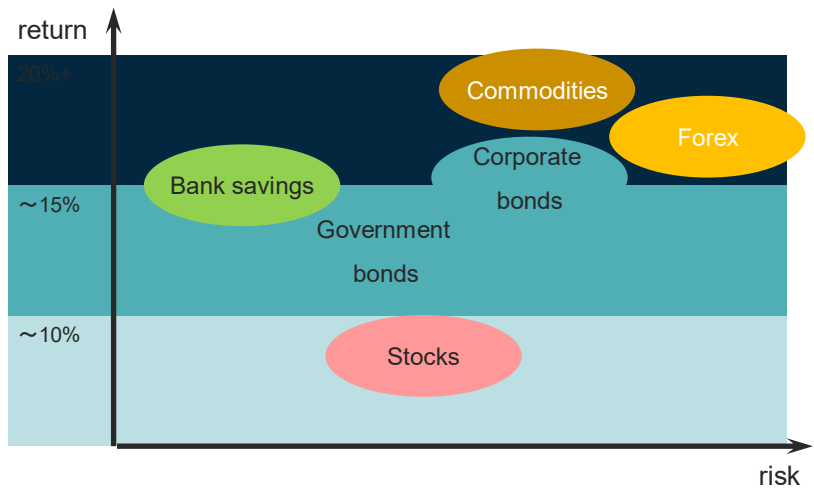 return
20%+
Commodities
Forex
Corporate
bonds
Bank savings
～15%
Government
bonds
～10%
Stocks
risk